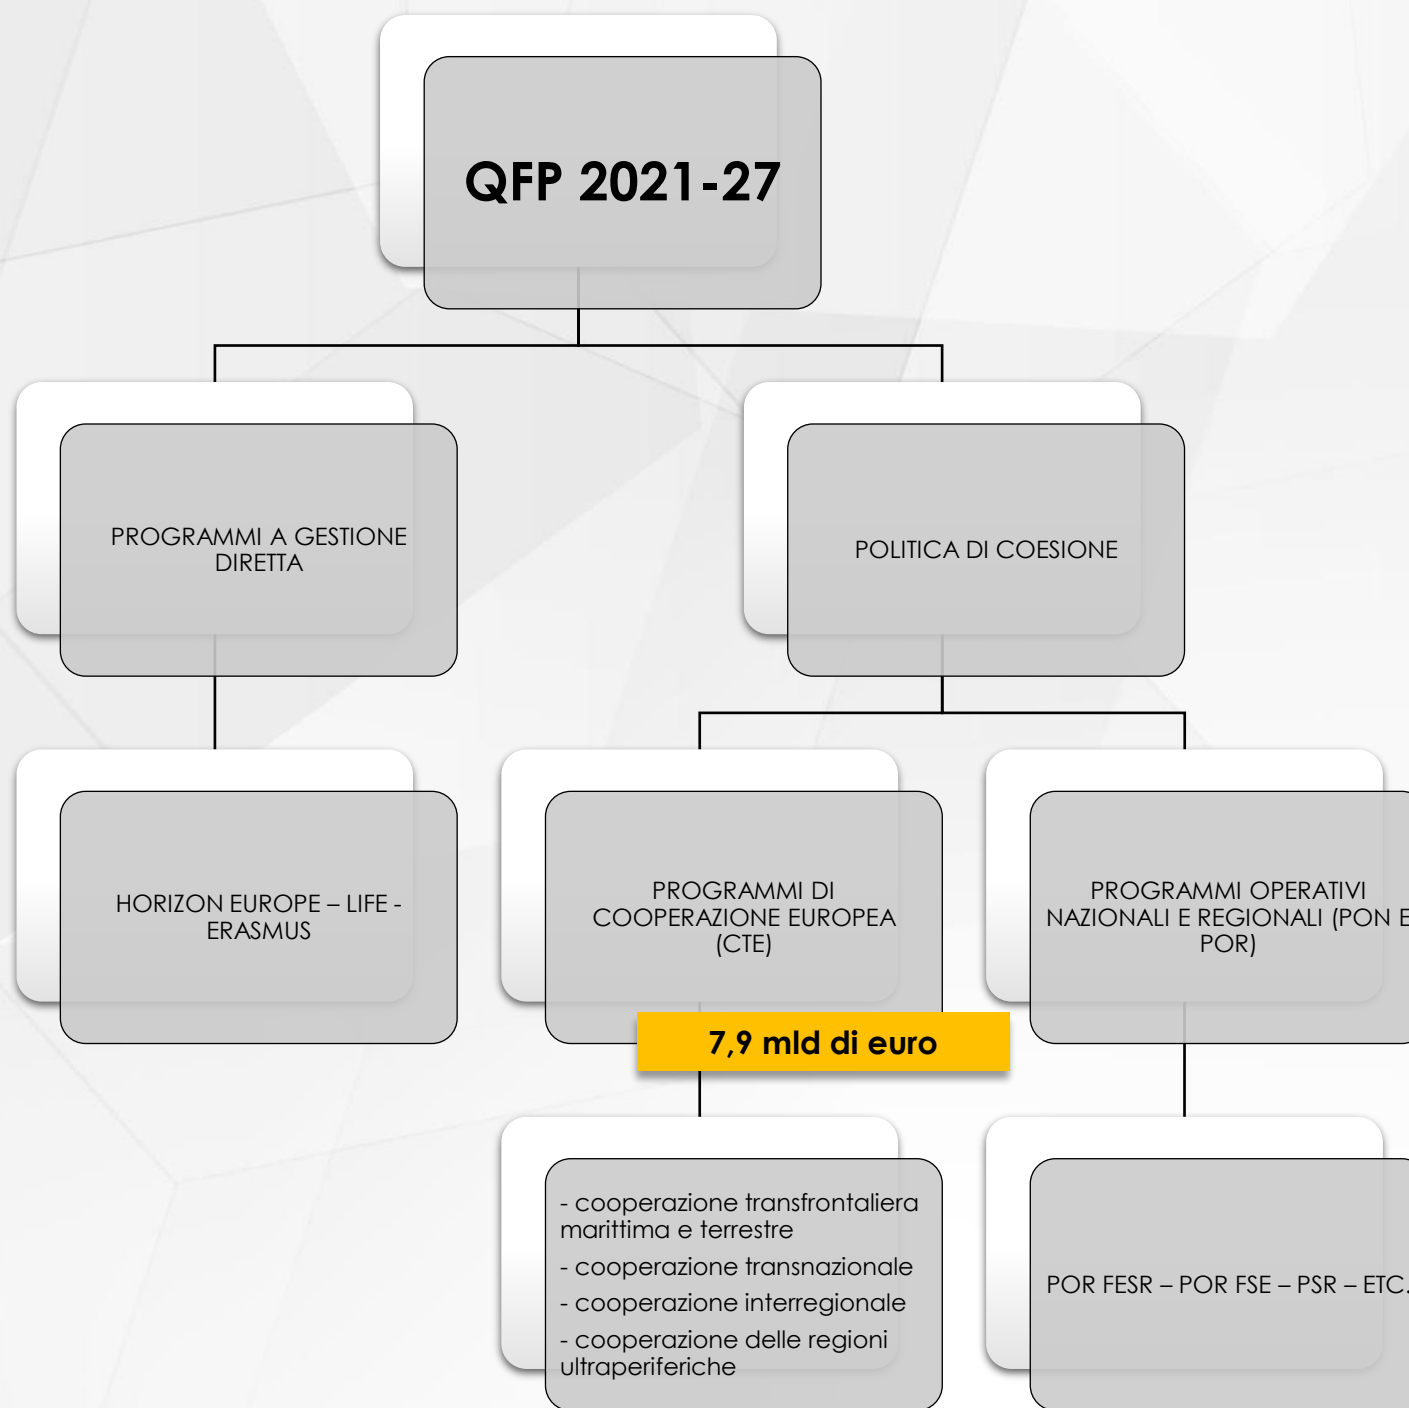 QFP 2021-27
PROGRAMMI A GESTIONE
DIRETTA
POLITICA DI COESIONE
HORIZON EUROPE – LIFE -
ERASMUS
PROGRAMMI DI
COOPERAZIONE EUROPEA
(CTE)
PROGRAMMI OPERATIVI
NAZIONALI E REGIONALI (PON E
POR)
7,9 mld di euro
- cooperazione transfrontaliera
marittima e terrestre
- cooperazione transnazionale
- cooperazione interregionale
- cooperazione delle regioni
ultraperiferiche
POR FESR – POR FSE – PSR – ETC.